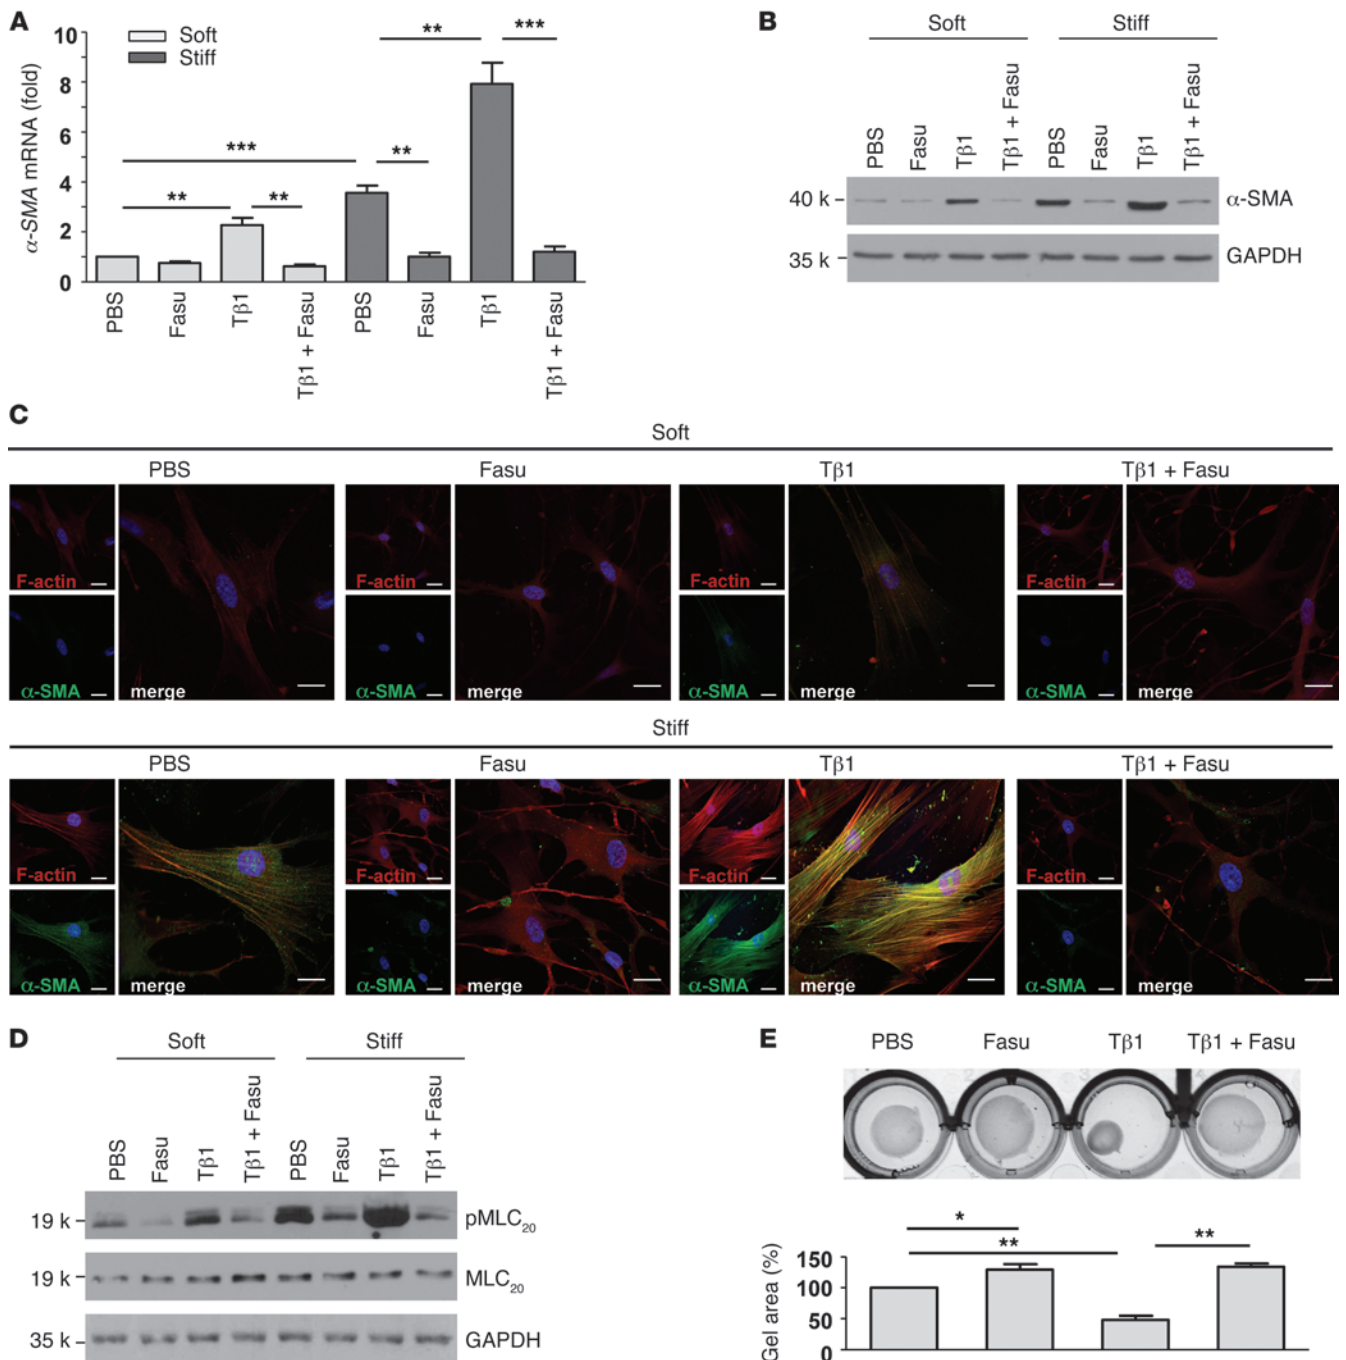 A
10
8
6
4
2
0
α-SMA mRNA (fold)
Soft
Stiff
** ***
*** **
** **
PBS Fasu Tβ1 Tβ1 + Fasu PBS Fasu Tβ1 Tβ1 + Fasu
B
Soft Stiff
PBS Fasu Tβ1 Tβ1 + Fasu PBS Fasu Tβ1 Tβ1 + Fasu
40 k α-SMA
35 k GAPDH
C
Soft
PBS Fasu Tβ1 Tβ1 + Fasu
F-actin F-actin F-actin F-actin
α-SMA merge α-SMA merge α-SMA merge α-SMA merge
Stiff
PBS Fasu Tβ1 Tβ1 + Fasu
F-actin F-actin F-actin F-actin
α-SMA merge α-SMA merge α-SMA merge α-SMA merge
D
Soft Stiff
PBS Fasu Tβ1 Tβ1 + Fasu PBS Fasu Tβ1 Tβ1 + Fasu
19 k pMLC20
19 k MLC20
35 k GAPDH
E
PBS Fasu Tβ1 Tβ1 + Fasu
*
** **
Gel area (%)
150
100
50
0